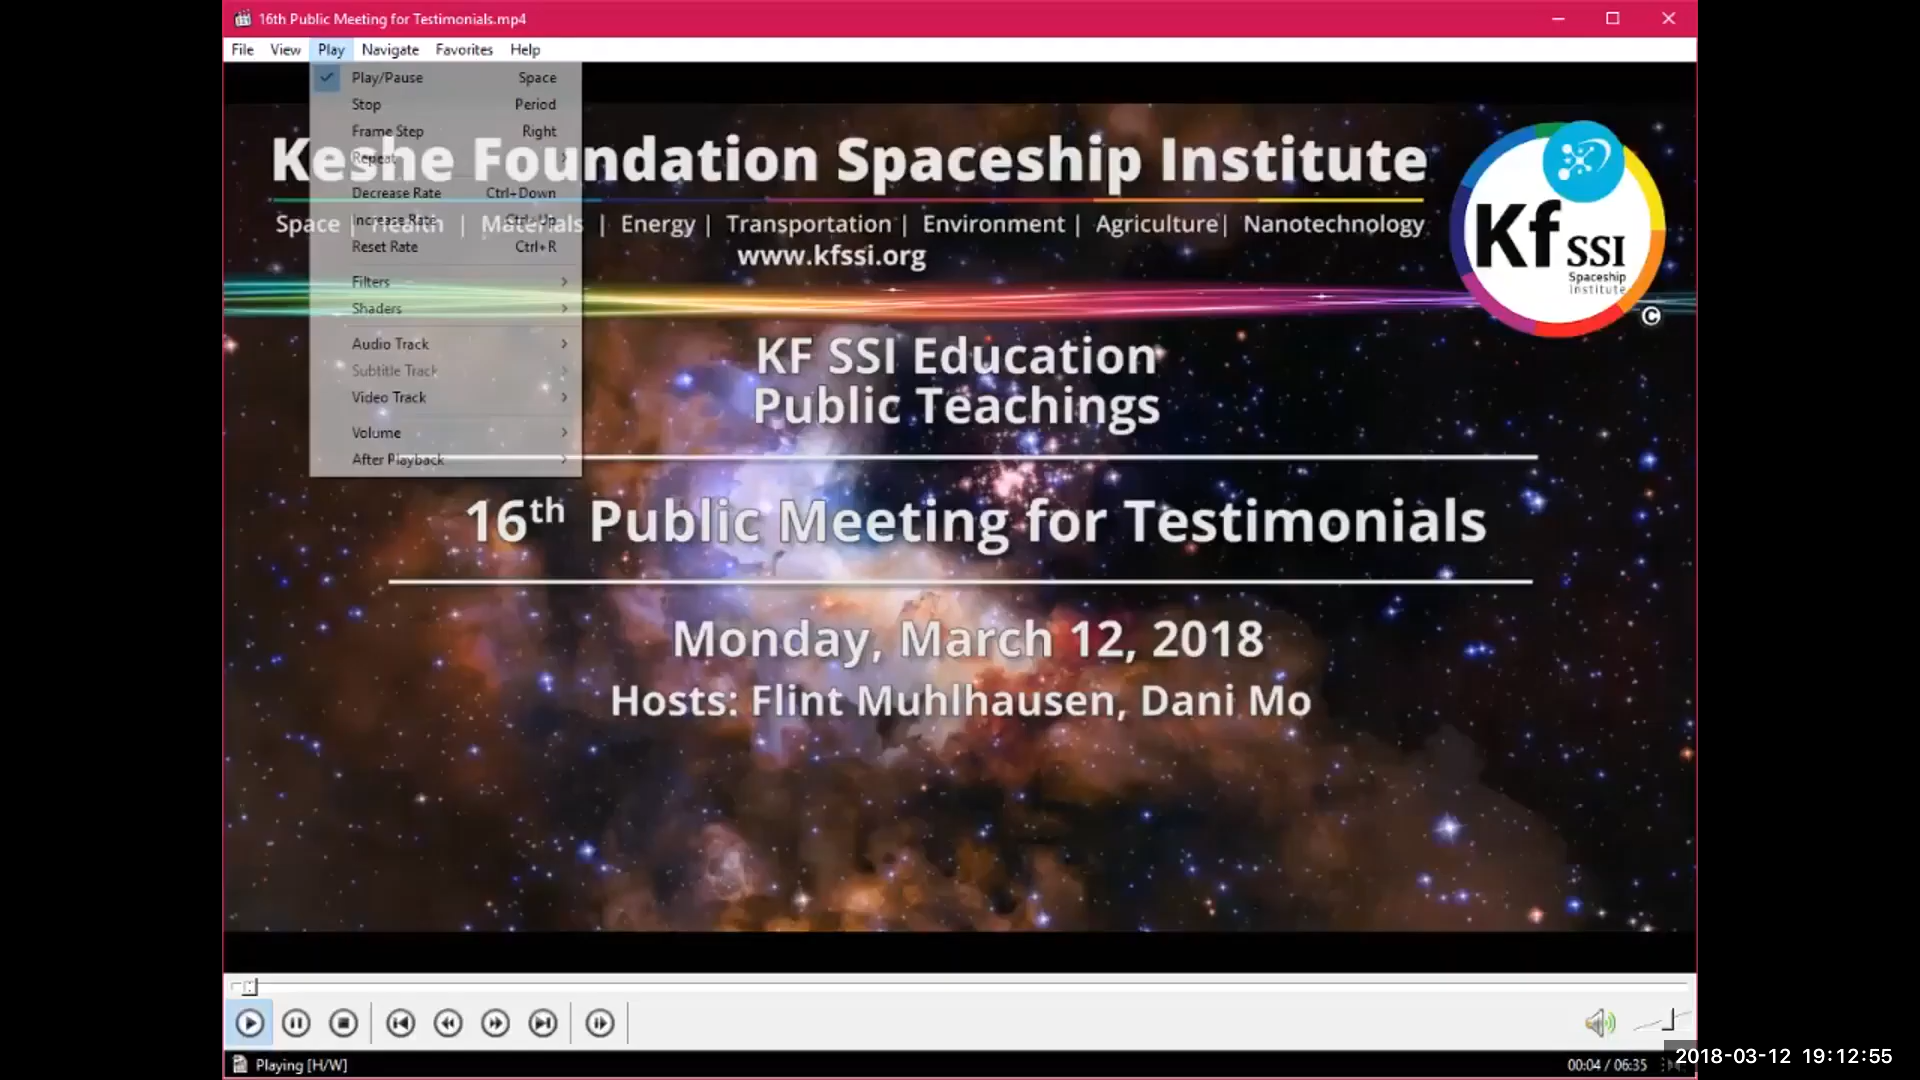 16th Public Meeting for Testimonials.mp4
File View Play Navigate Favorites Help
Play/Pause Space
Stop Period
Frame Step Right
Repeat
Decrease Rate Ctrl+Down
Increase Rate Ctrl+Up
Reset Rate Ctrl+R
Filters
Shaders
Audio Track
Subtitle Track
Video Track
Volume
After Playback
Keshe Foundation Spaceship Institute
Space | Health | Materials | Energy | Transportation | Environment | Agriculture | Nanotechnology
www.kfssi.org
Kf SSI
Spaceship
Institute
©
KF SSI Education
Public Teachings
16th Public Meeting for Testimonials
Monday, March 12, 2018
Hosts: Flint Muhlhausen, Dani Mo
Playing [H/W]
00:04 / 06:35
2018-03-12 19:12:55